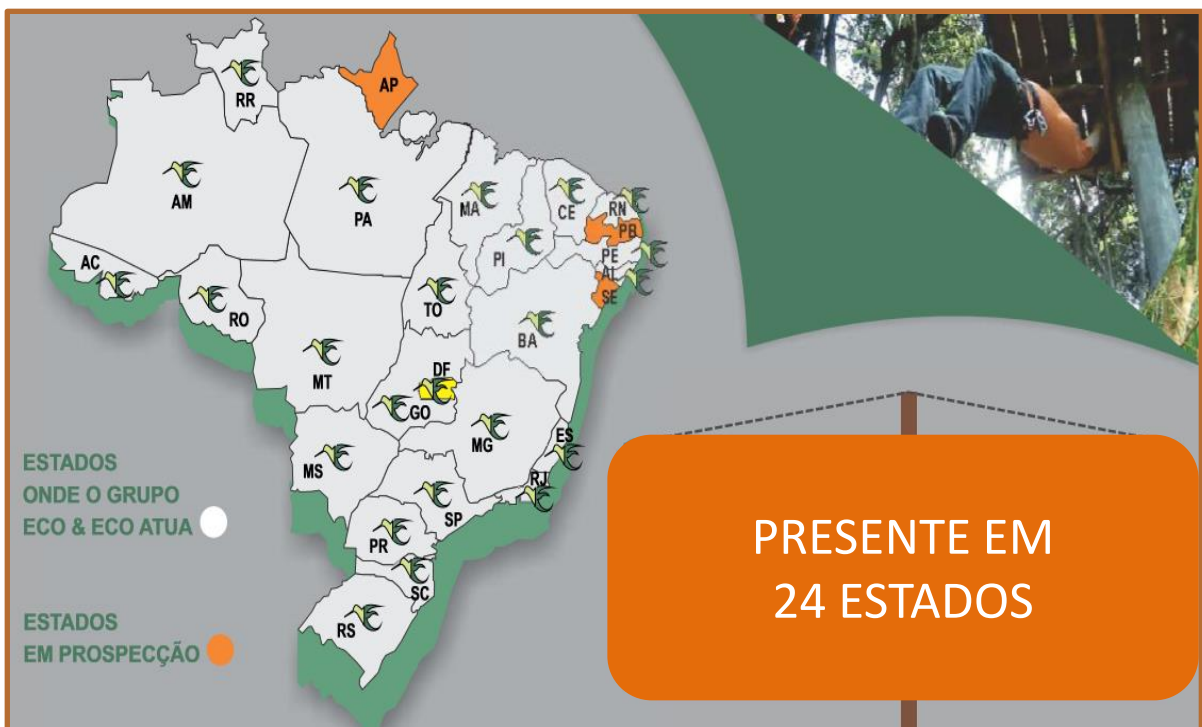 RR
AP
AM
PA
MA
CE
RN
PB
PI
PE
AL
SE
AC
RO
TO
BA
MT
DF
GO
MG
ES
MS
RJ
SP
PR
SC
RS
ESTADOS
ONDE O GRUPO
ECO & ECO ATUA
ESTADOS
EM PROSPECÇÃO
PRESENTE EM
24 ESTADOS